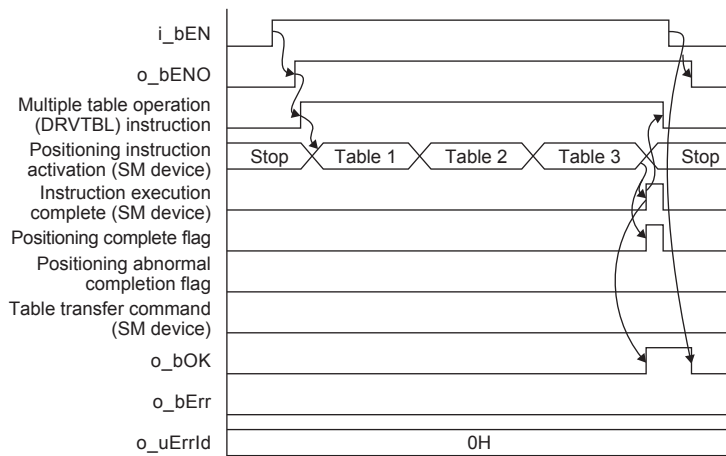 i_bEN
o_bENO
Multiple table operation
(DRVTBL) instruction
Positioning instruction
activation (SM device)
Stop Table 1 Table 2 Table 3 Stop
Instruction execution
complete (SM device)
Positioning complete flag
Positioning abnormal
completion flag
Table transfer command
(SM device)
o_bOK
o_bErr
o_uErrId
0H